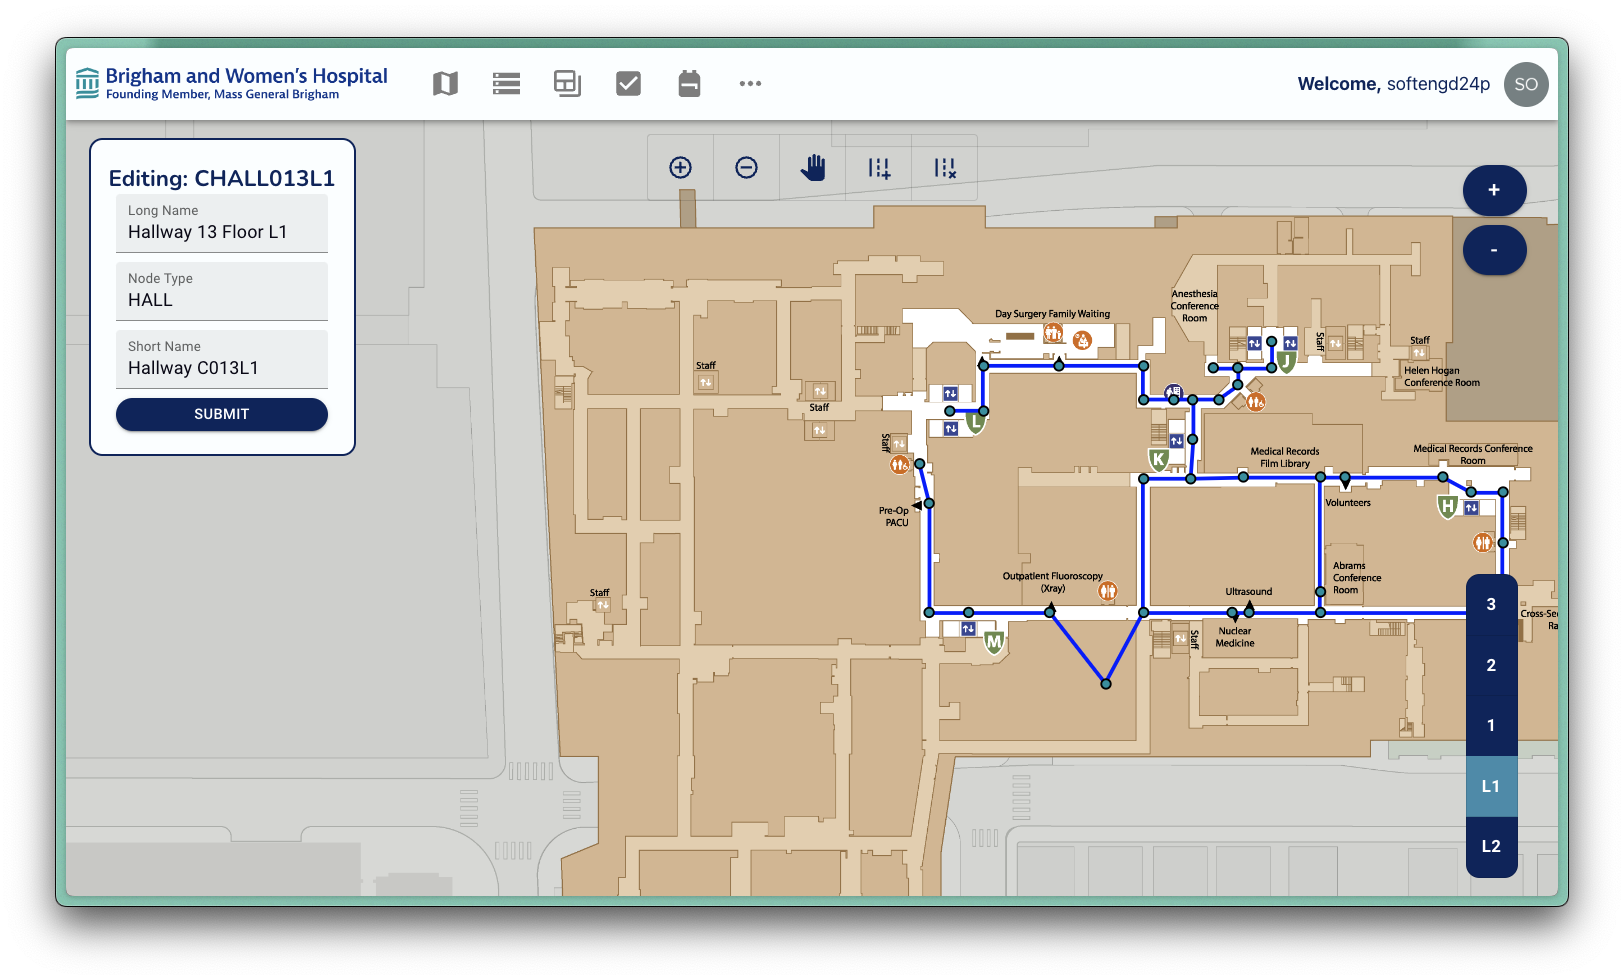 Brigham and Women's Hospital
Founding Member, Mass General Brigham
Welcome, softengd24p
SO
Editing: CHALL013L1
Long Name
Hallway 13 Floor L1
Node Type
HALL
Short Name
Hallway C013L1
SUBMIT
+
-
Anesthesia
Conference
Room
Day Surgery Family Waiting
Staff
Staff
J
Helen Hogan
Conference Room
Staff
Staff
L
Staff
K
Medical Records
Film Library
Medical Records Conference
Room
Volunteers
H
Pre-Op
PACU
Outpatient Fluoroscopy
(Xray)
Abrams
Conference
Room
Ultrasound
Staff
Nuclear
Medicine
Staff
M
3
2
1
L1
L2